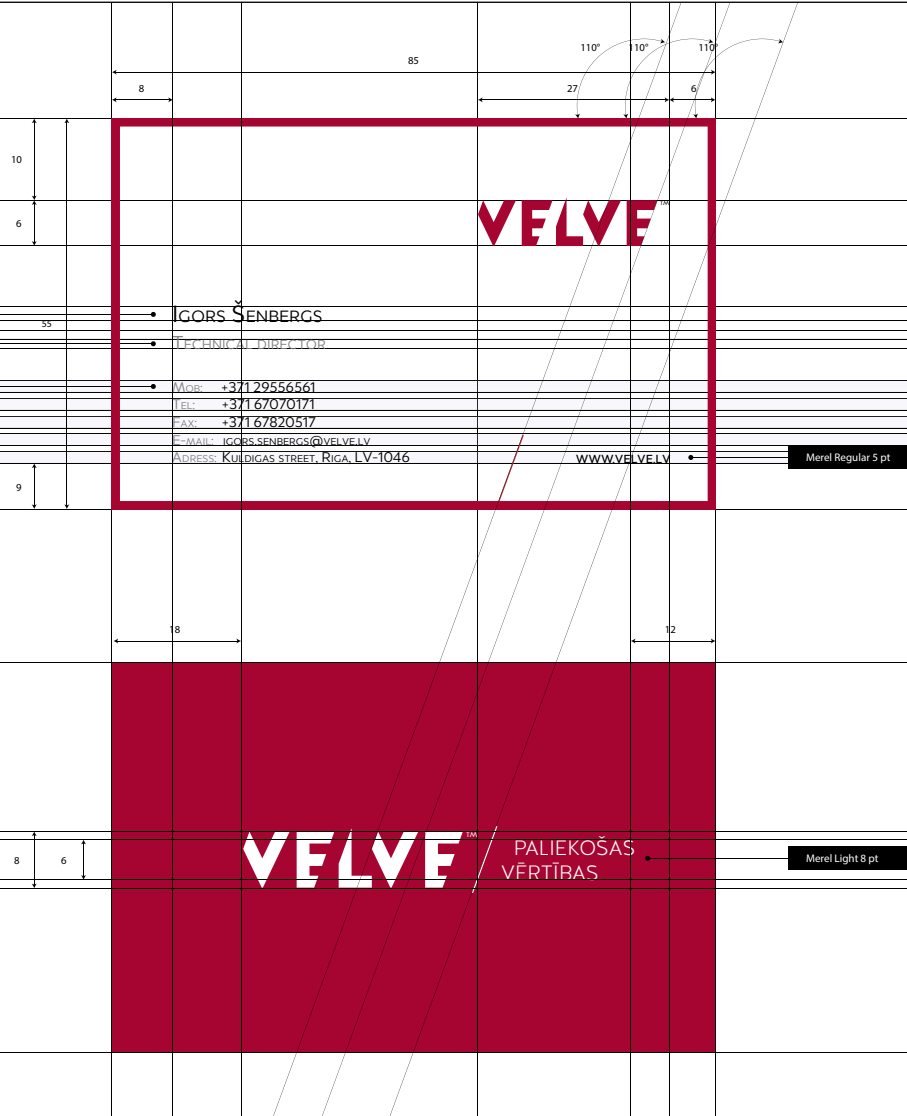 110° 110° 110°
85
8 27 6
10
VELVE™
6
IGORS ŠENBERGS
55
TECHNICAL DIRECTOR
MOB: +371 29556561
TEL: +371 67070171
FAX: +371 67820517
E-MAIL: IGORS.SENBERGS@VELVE.LV
ADRESS: KULDIGAS STREET, RIGA, LV-1046 WWW.VELVE.LV Merel Regular 5 pt
9
18 12
VELVE™ PALIEKOŠAS
VĒRTĪBAS
8 6 Merel Light 8 pt